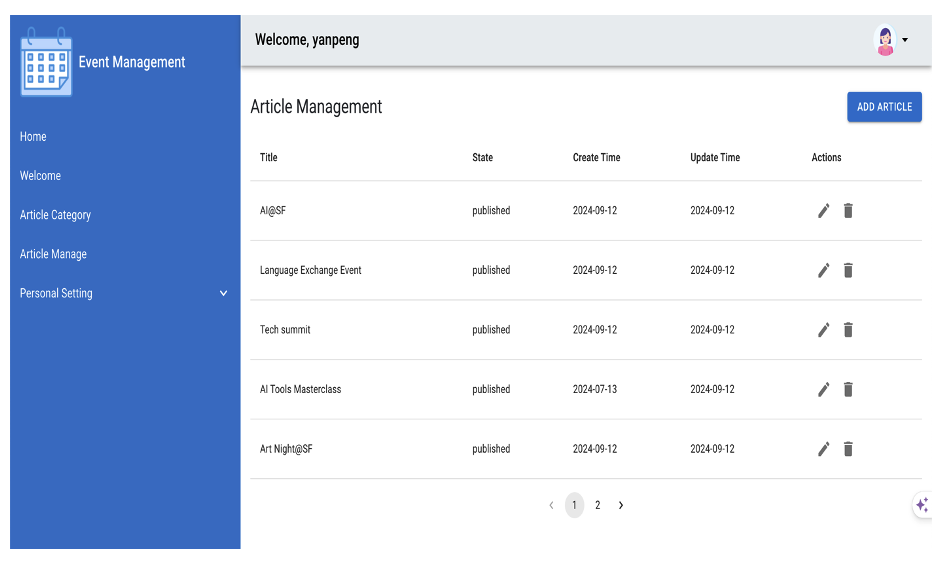 Event Management
Welcome, yanpeng
Home
Welcome
Article Category
Article Manage
Personal Setting
Article Management
ADD ARTICLE
Title State Create Time Update Time Actions
AI@SF published 2024-09-12 2024-09-12
Language Exchange Event published 2024-09-12 2024-09-12
Tech summit published 2024-09-12 2024-09-12
AI Tools Masterclass published 2024-07-13 2024-09-12
Art Night@SF published 2024-09-12 2024-09-12
1 2